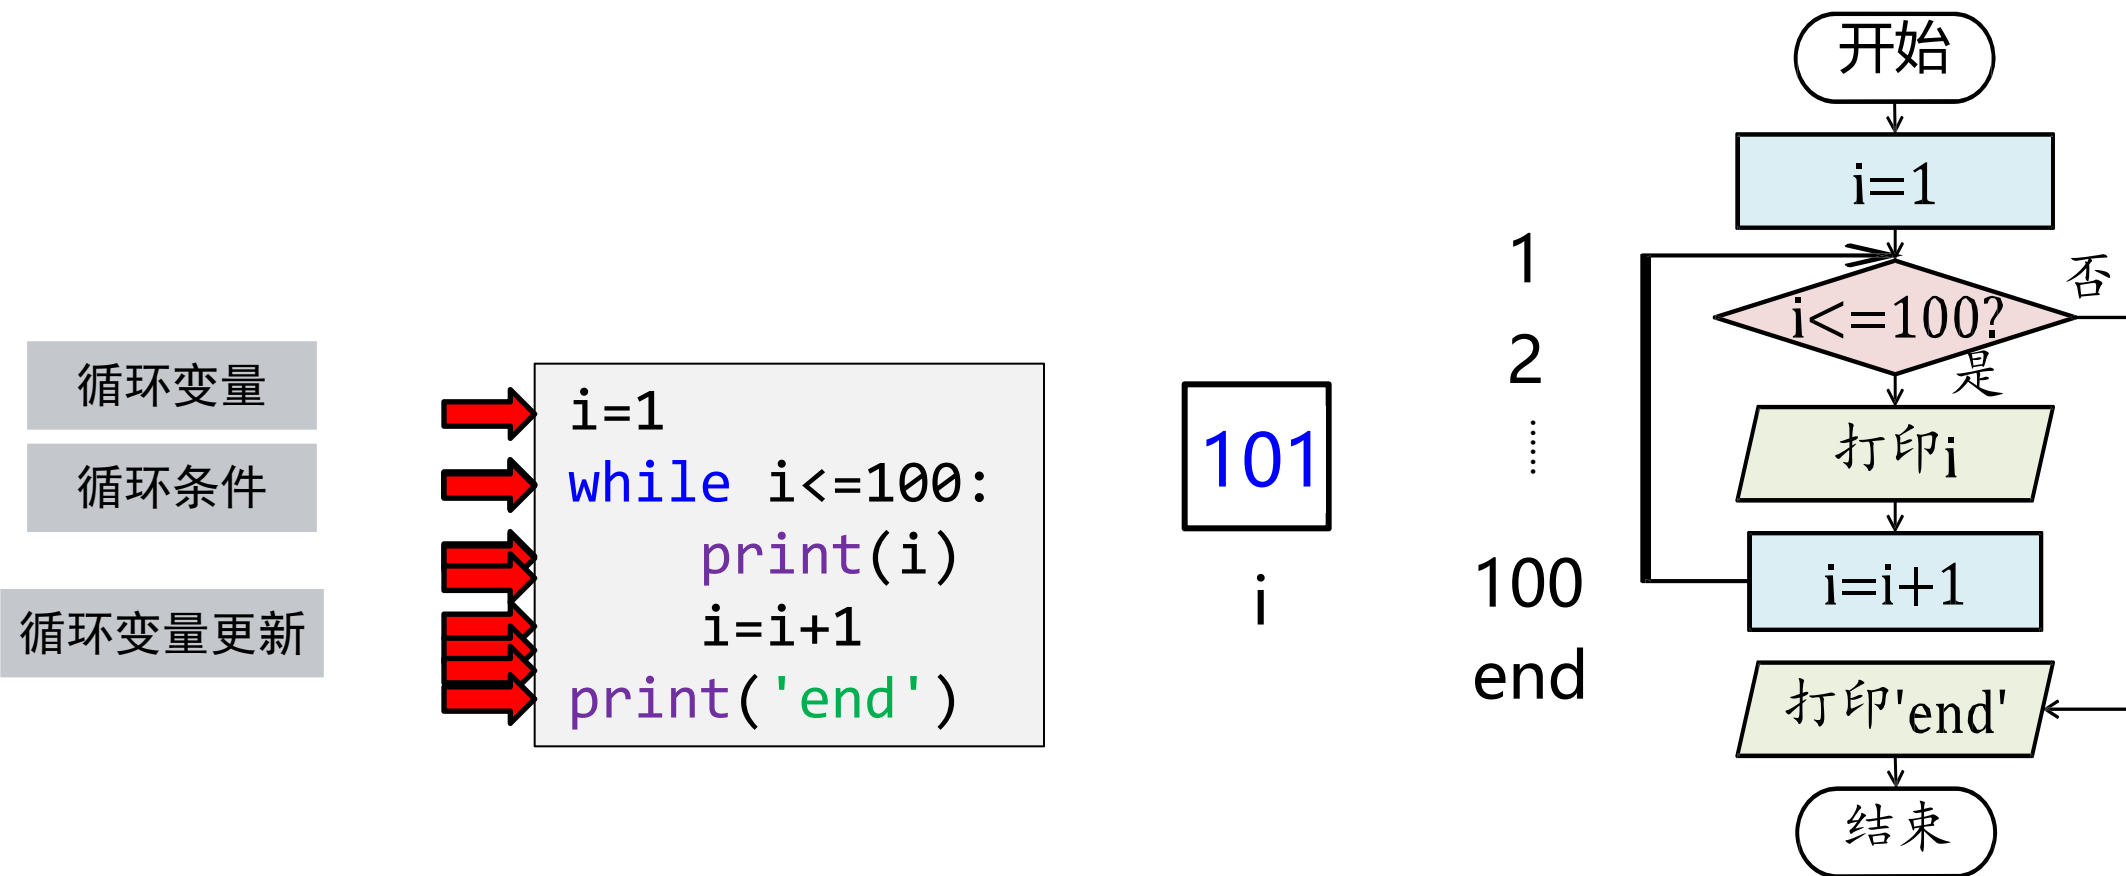 循环变量
循环条件
循环变量更新
i=1
while i<=100:
print(i)
i=i+1
print('end')
101
i
1
2
......
100
end
开始
i=1
i<=100?
否
是
打印i
i=i+1
打印'end'
结束